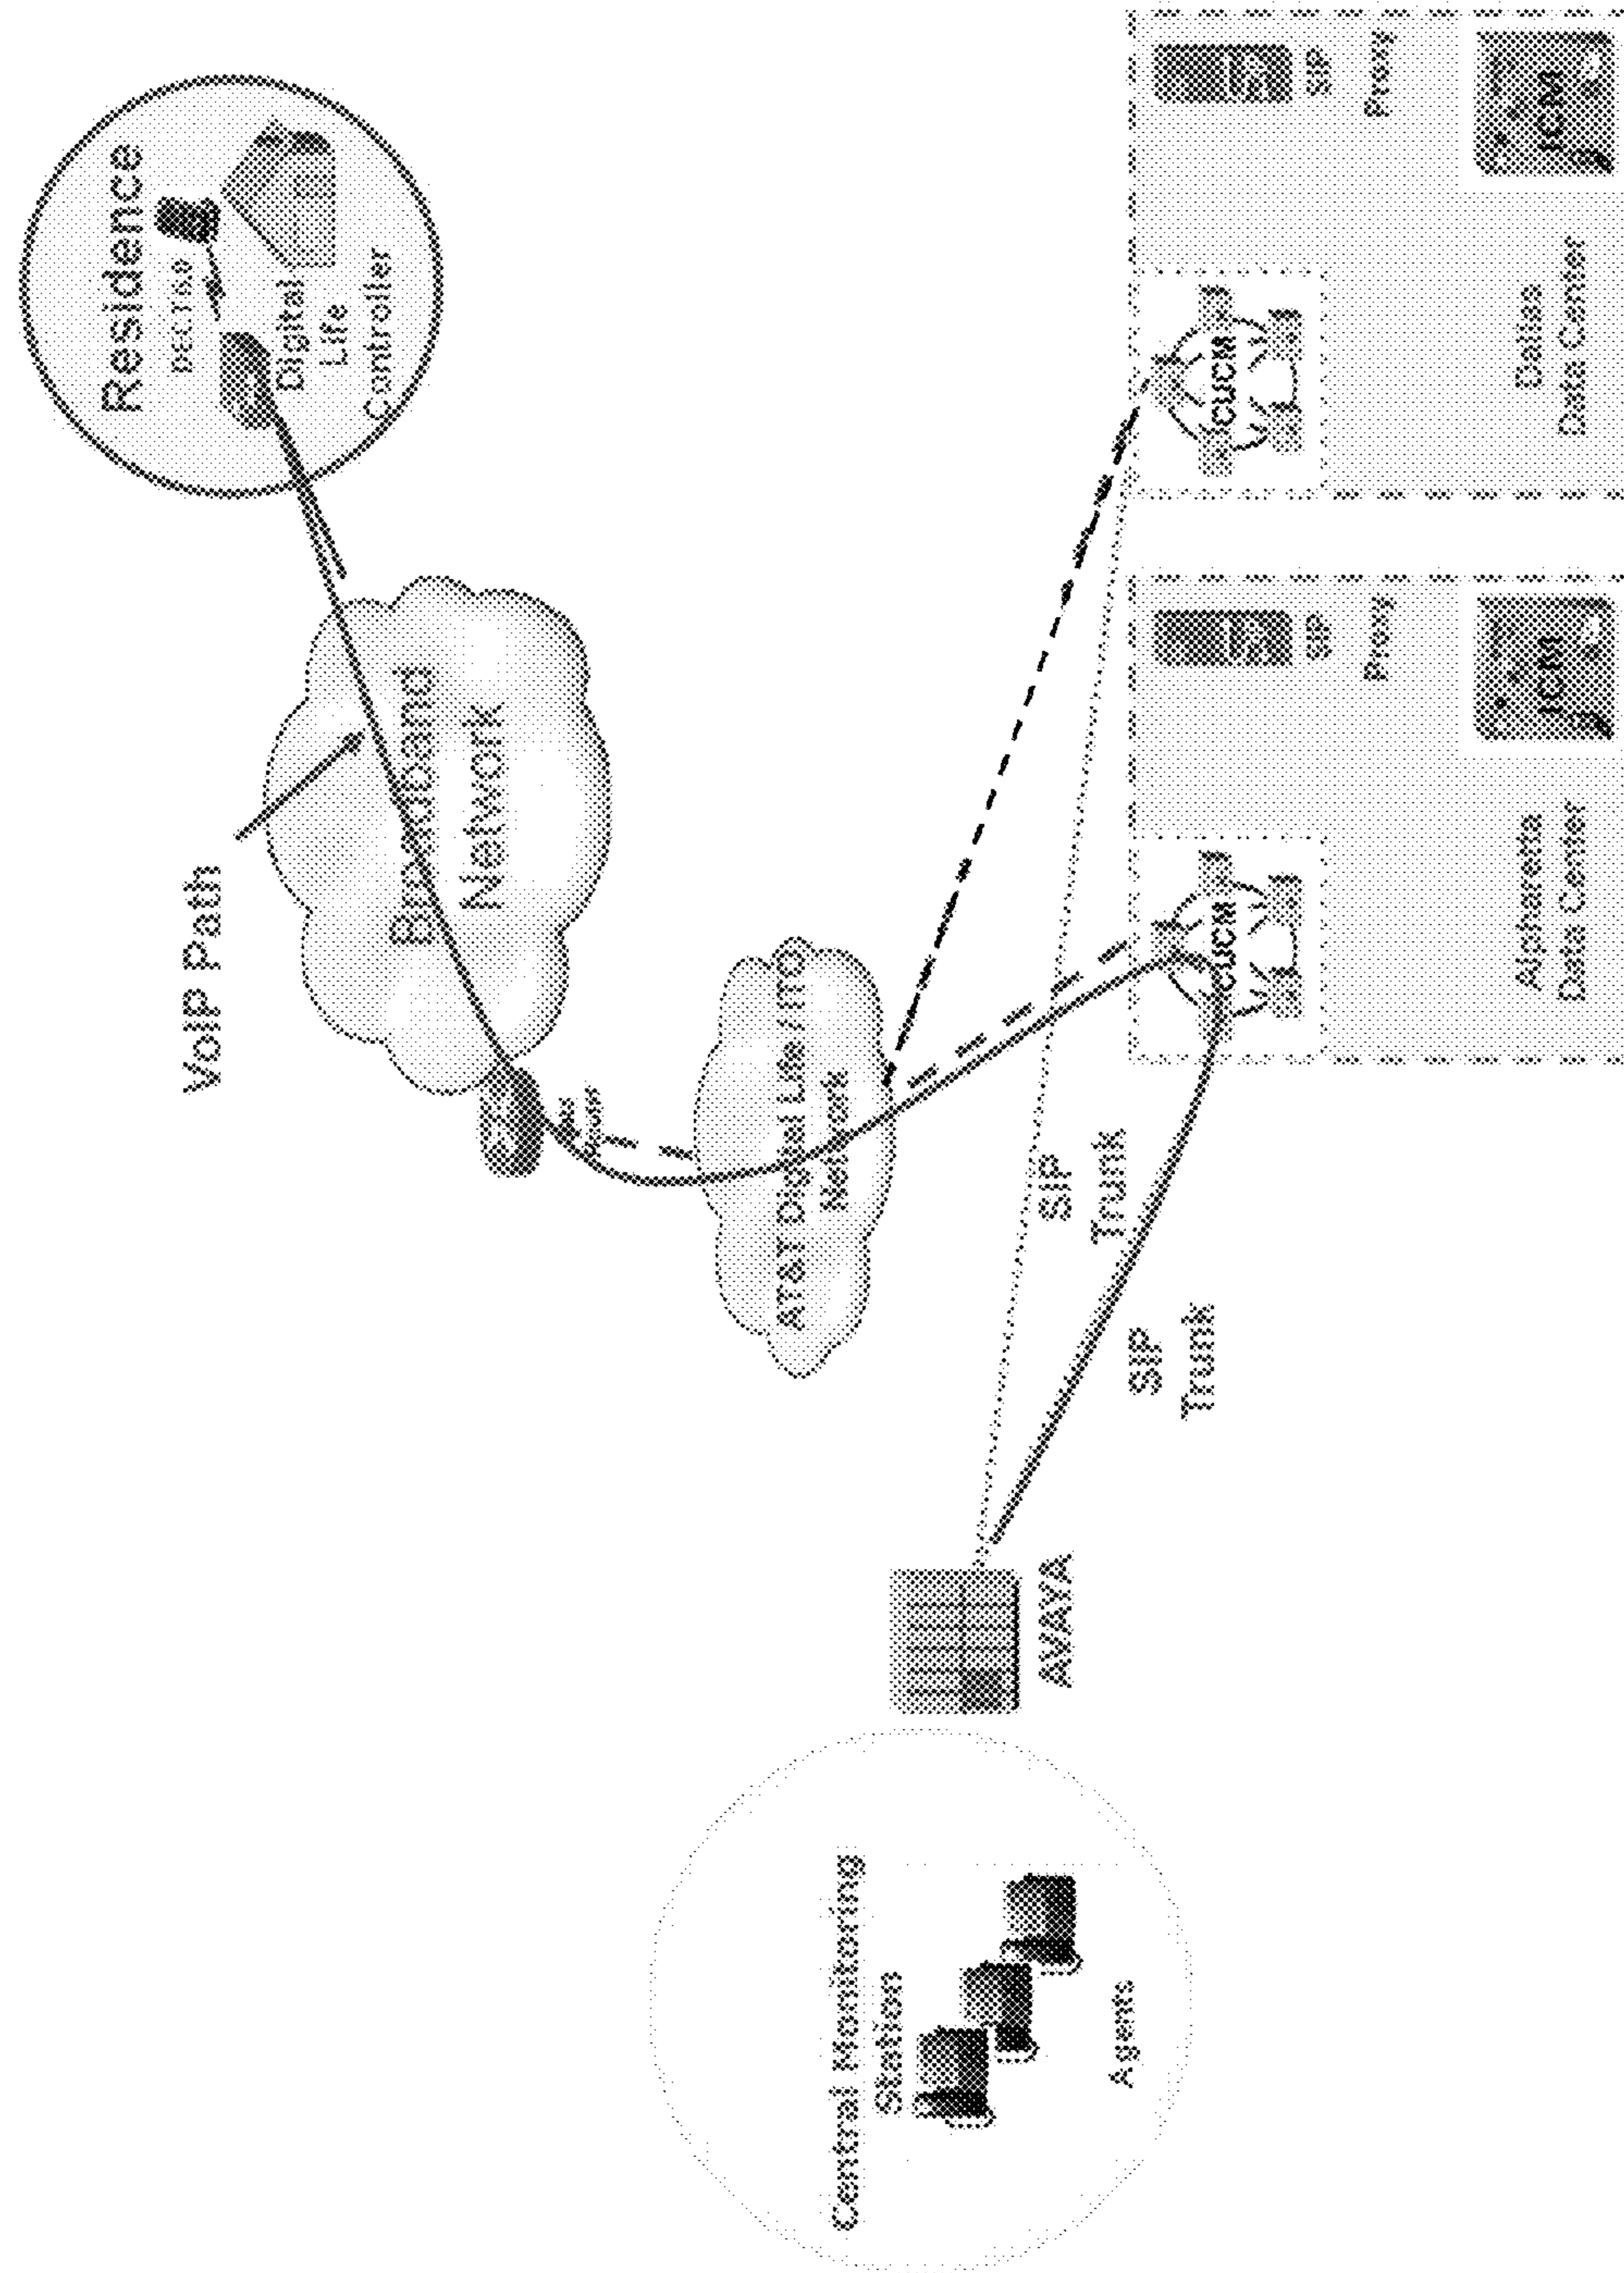 Residence
Digital
Life
Controller
VoIP Path
Broadband
Network
AT&T Digital Life /
Network
SIP
Trunk
SIP
Trunk
Central Monitoring
Station
Agents
AVAYA
CUCM
SIP
Proxy
ICM
Alpharetta
Data Center
CUCM
SIP
Proxy
ICM
Dallas
Data Center